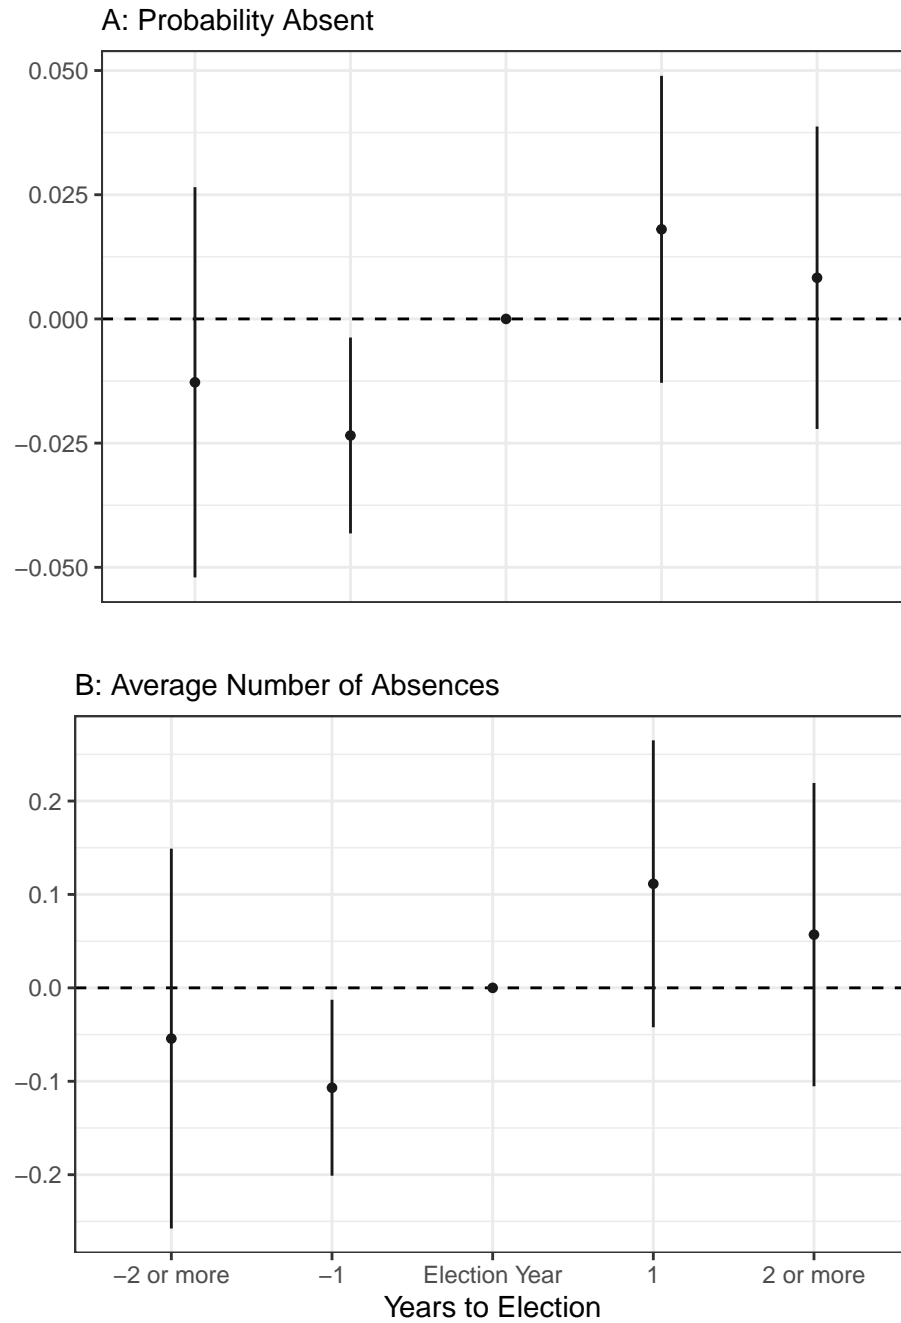 A: Probability Absent
0.050
0.025
0.000
−0.025
−0.050
B: Average Number of Absences
0.2
0.1
0.0
−0.1
−0.2
−2 or more −1 Election Year 1 2 or more
Years to Election